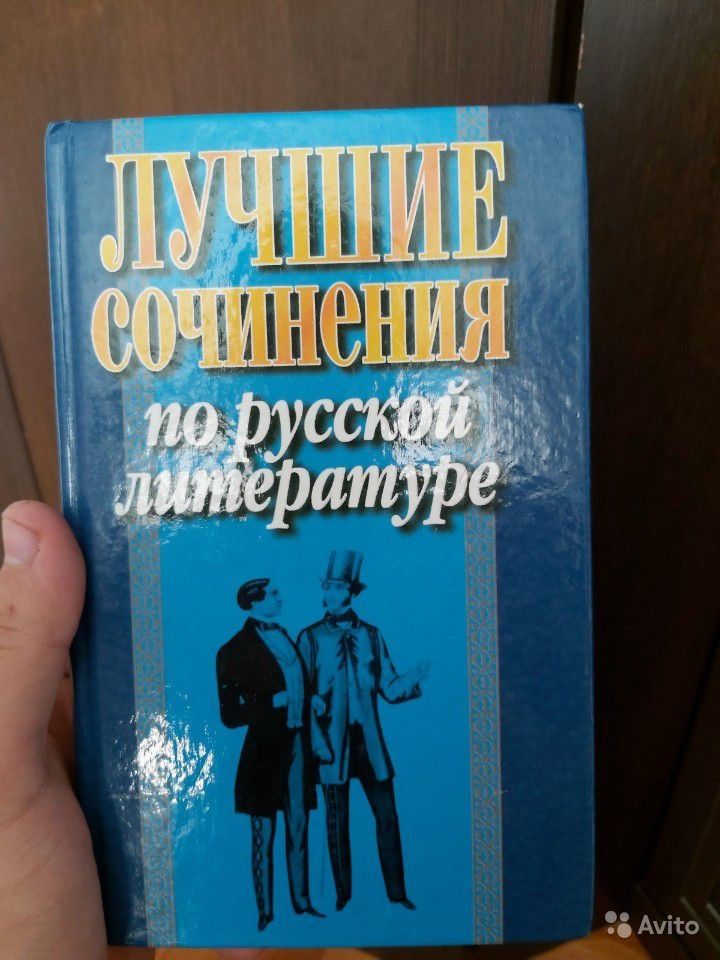 ЛУЧШИЕ
СОЧИНЕНИЯ
по русской
литературе
Avito